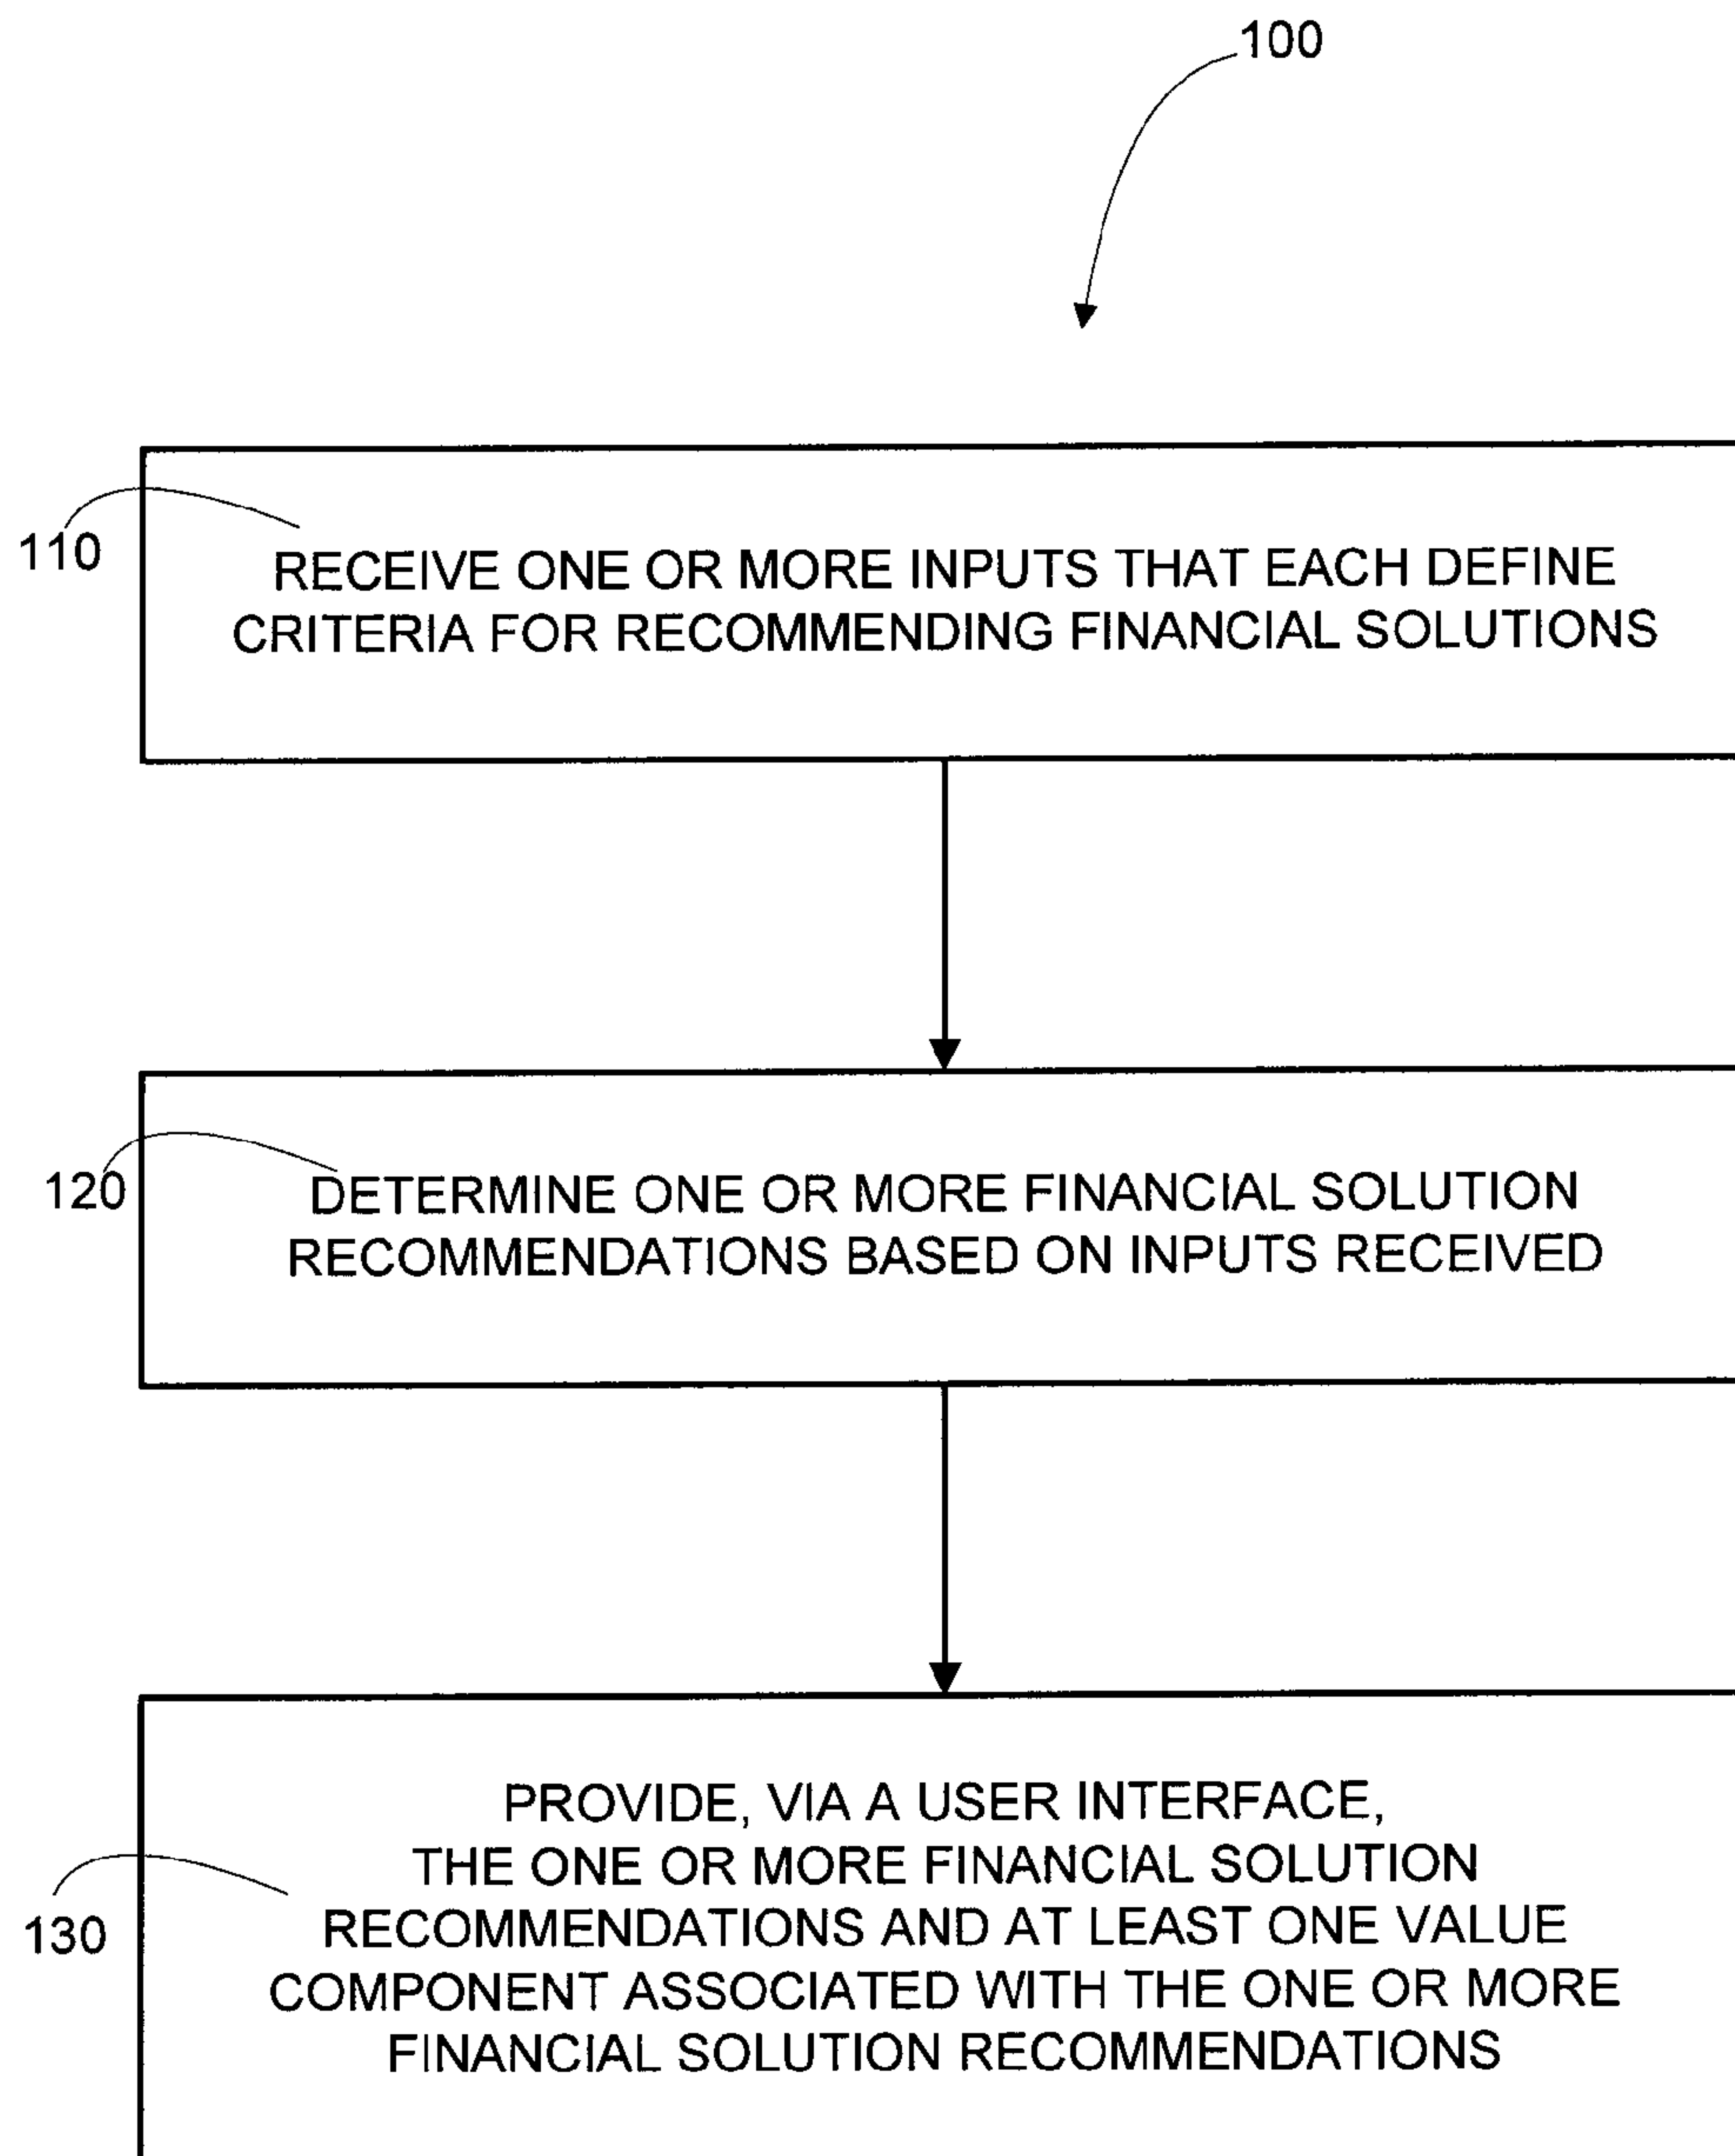 100
110
RECEIVE ONE OR MORE INPUTS THAT EACH DEFINE
CRITERIA FOR RECOMMENDING FINANCIAL SOLUTIONS
120
DETERMINE ONE OR MORE FINANCIAL SOLUTION
RECOMMENDATIONS BASED ON INPUTS RECEIVED
PROVIDE, VIA A USER INTERFACE,
THE ONE OR MORE FINANCIAL SOLUTION
130
RECOMMENDATIONS AND AT LEAST ONE VALUE
COMPONENT ASSOCIATED WITH THE ONE OR MORE
FINANCIAL SOLUTION RECOMMENDATIONS